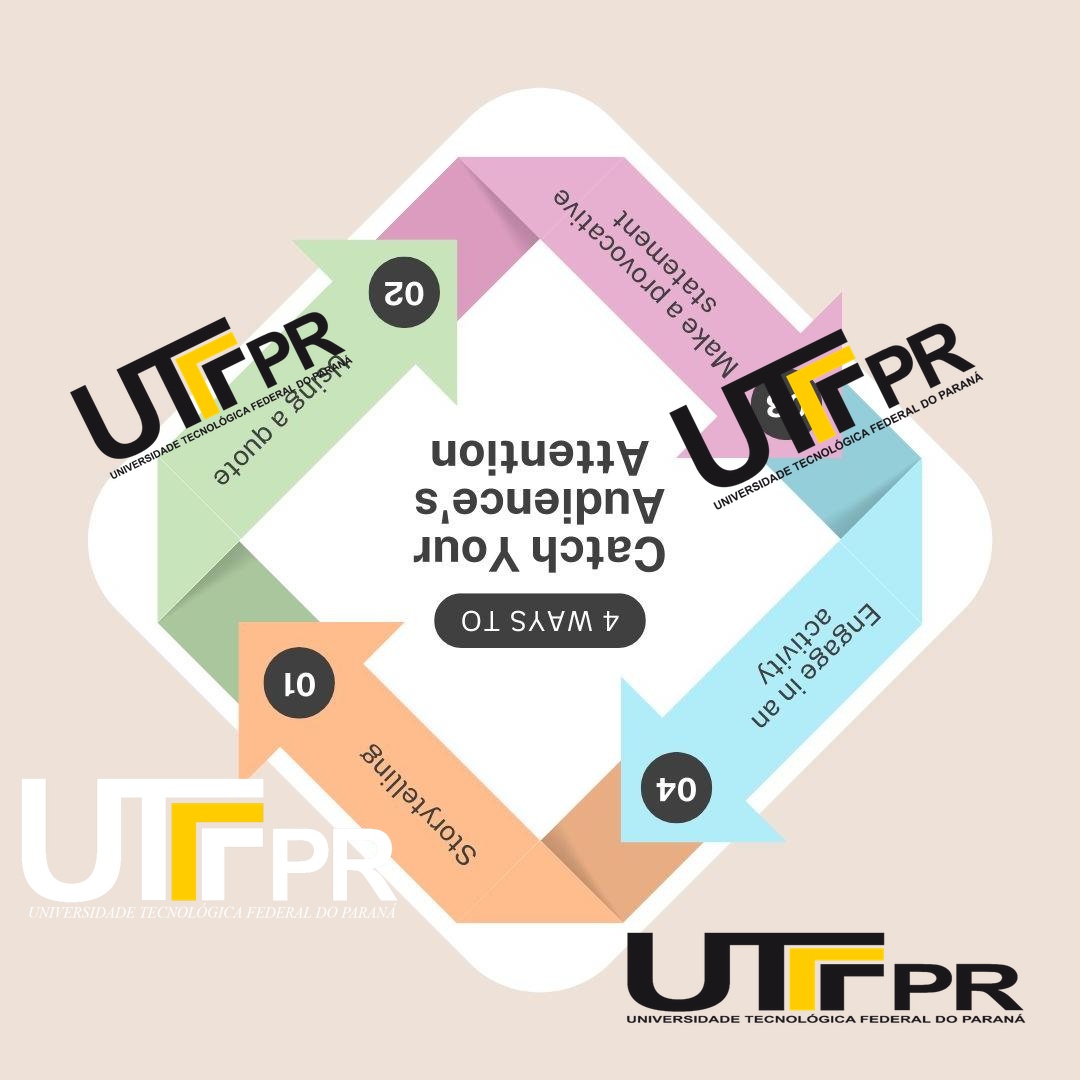 4 WAYS TO
Catch Your
Audience's
Attention
01
Storytelling
02
Using a quote
03
Make a provocative
statement
04
Engage in an
activity
UTFPR
UNIVERSIDADE TECNOLÓGICA FEDERAL DO PARANÁ
UTFPR
UNIVERSIDADE TECNOLÓGICA FEDERAL DO PARANÁ
UTFPR
UNIVERSIDADE TECNOLÓGICA FEDERAL DO PARANÁ
UTFPR
UNIVERSIDADE TECNOLÓGICA FEDERAL DO PARANÁ